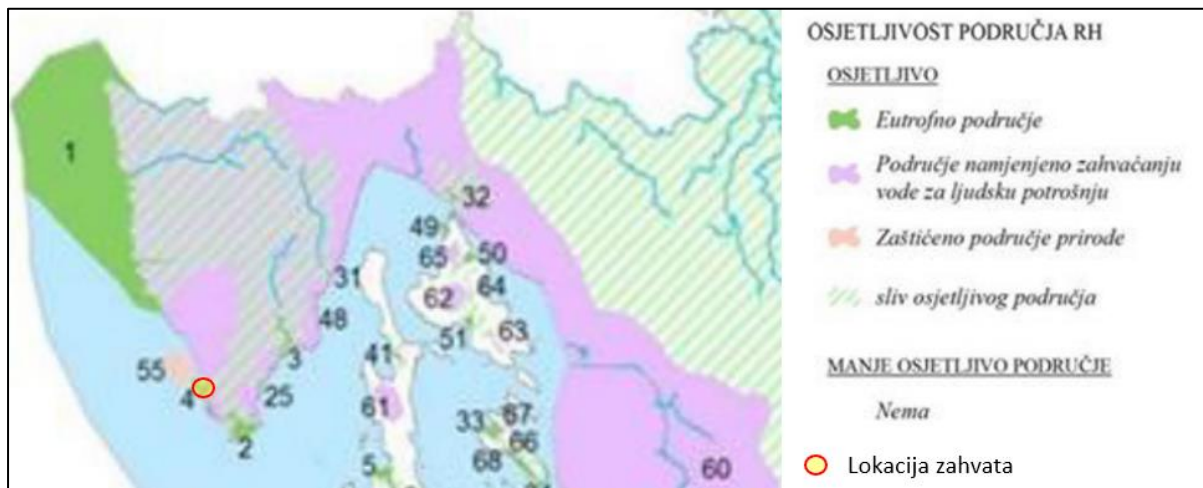 1
32
49
65
50
31
64
62
48
63
51
3
41
55
4
25
61
67
33
66
2
68
5
60
OSJETLJIVOST PODRUČJA RH
OSJETLJIVO
Eutrofno područje
Područje namjenjeno zahvaćanju
vode za ljudsku potrošnju
Zaštićeno područje prirode
sliv osjetljivog područja
MANJE OSJETLJIVO PODRUČJE
Nema
Lokacija zahvata